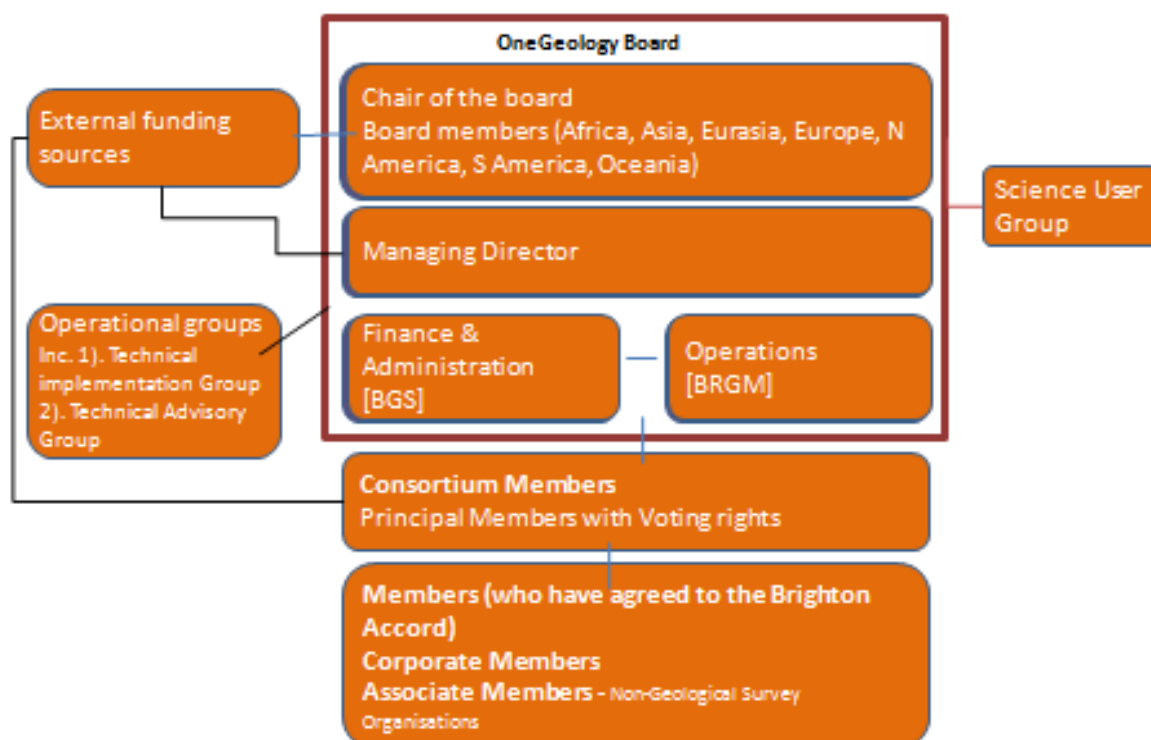 OneGeology Board
Chair of the board
Board members (Africa, Asia, Eurasia, Europe, N
America, S America, Oceania)
External funding
sources
Science User
Group
Managing Director
Operational groups
Inc. 1). Technical
implementation Group
2). Technical Advisory
Group
Finance &
Administration
[BGS]
Operations
[BRGM]
Consortium Members
Principal Members with Voting rights
Members (who have agreed to the Brighton
Accord)
Corporate Members
Associate Members - Non-Geological Survey
Organisations